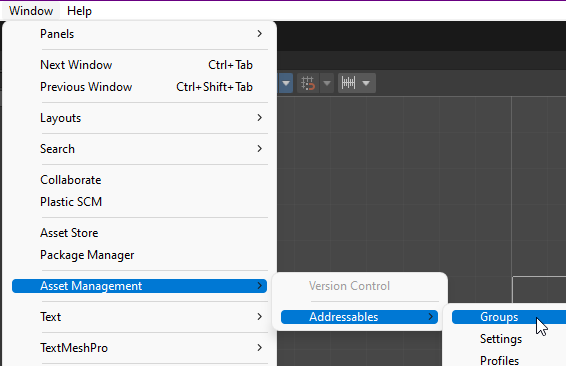 Window Help
Panels
Next Window Ctrl+Tab
Previous Window Ctrl+Shift+Tab
Layouts
Search
Collaborate
Plastic SCM
Asset Store
Package Manager
Asset Management Version Control
Text Addressables Groups
Settings
TextMeshPro
Profiles